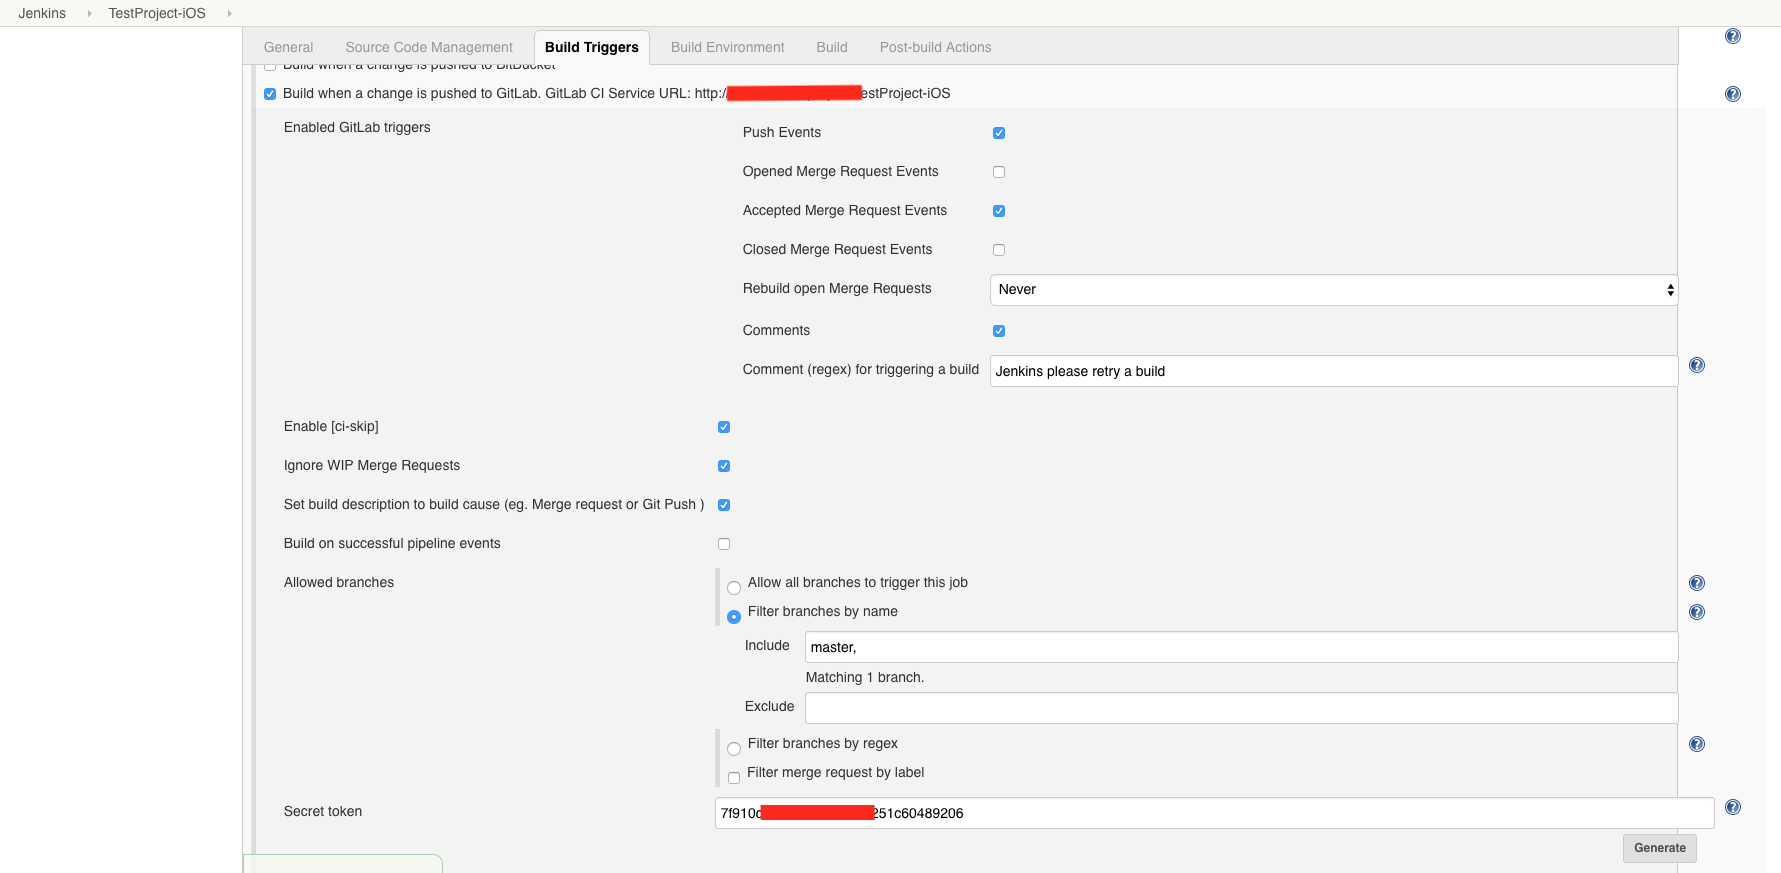 Jenkins TestProject-iOS
General Source Code Management Build Triggers Build Environment Build Post-build Actions
Build when a change is pushed to BitBucket
Build when a change is pushed to GitLab. GitLab CI Service URL: http:/ estProject-iOS
Enabled GitLab triggers
Push Events
Opened Merge Request Events
Accepted Merge Request Events
Closed Merge Request Events
Rebuild open Merge Requests Never
Comments
Comment (regex) for triggering a build Jenkins please retry a build
Enable [ci-skip]
Ignore WIP Merge Requests
Set build description to build cause (eg. Merge request or Git Push )
Build on successful pipeline events
Allowed branches
Allow all branches to trigger this job
Filter branches by name
Include master,
Matching 1 branch.
Exclude
Filter branches by regex
Filter merge request by label
Secret token 7f910 251c60489206
Generate